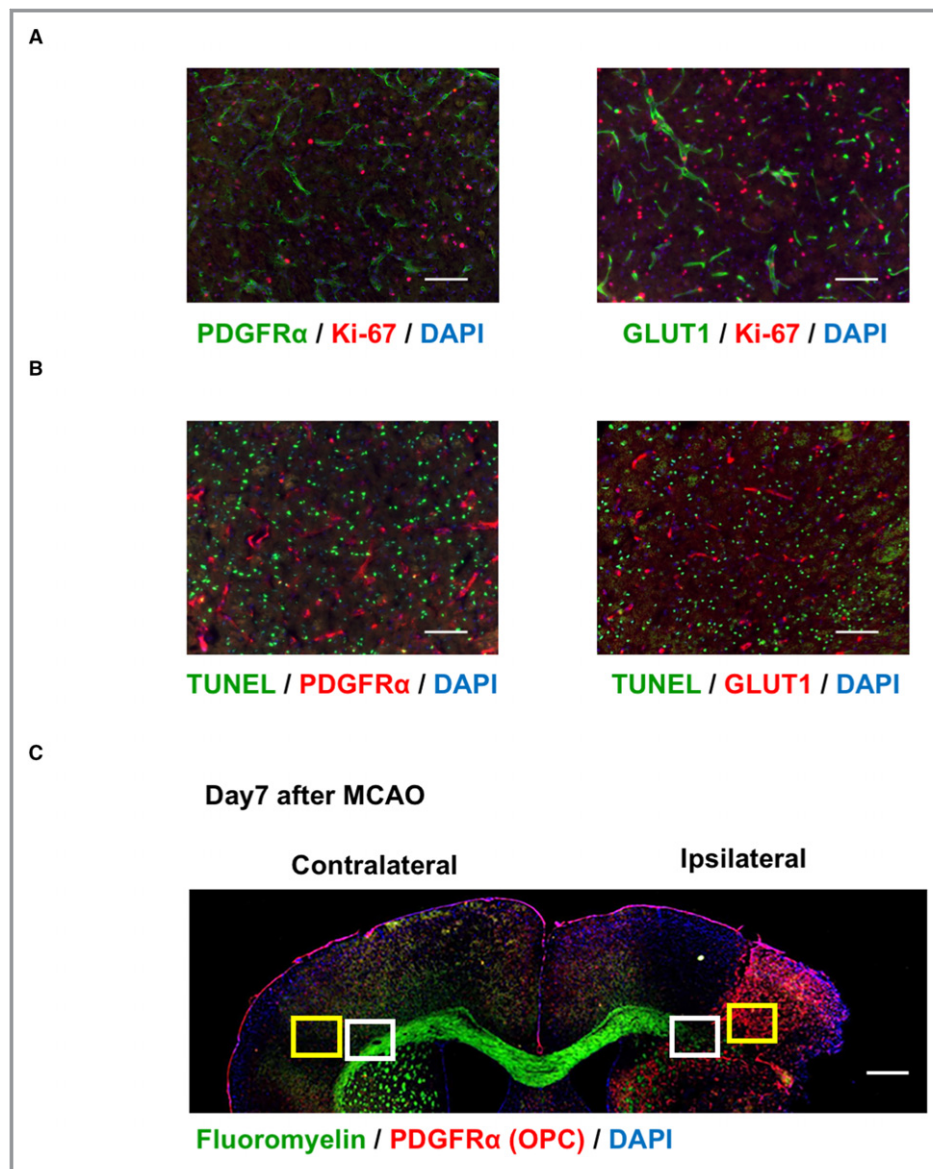 A
PDGFRα / Ki-67 / DAPI
GLUT1 / Ki-67 / DAPI
B
TUNEL / PDGFRα / DAPI
TUNEL / GLUT1 / DAPI
C
Day7 after MCAO
Contralateral
Ipsilateral
Fluoromyelin / PDGFRα (OPC) / DAPI